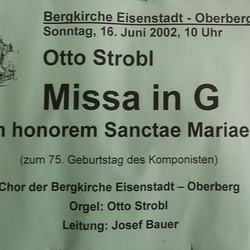 Bergkirche Eisenstadt - Oberberg
Sonntag, 16. Juni 2002, 10 Uhr
Otto Strobl
Missa in G
n honorem Sanctae Mariae
(zum 75. Geburtstag des Komponisten)
Chor der Bergkirche Eisenstadt – Oberberg
Orgel: Otto Strobl
Leitung: Josef Bauer